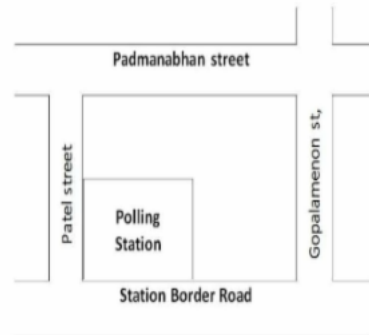 Padmanabhan street
Patel street
Polling
Station
Gopalamenon st,
Station Border Road